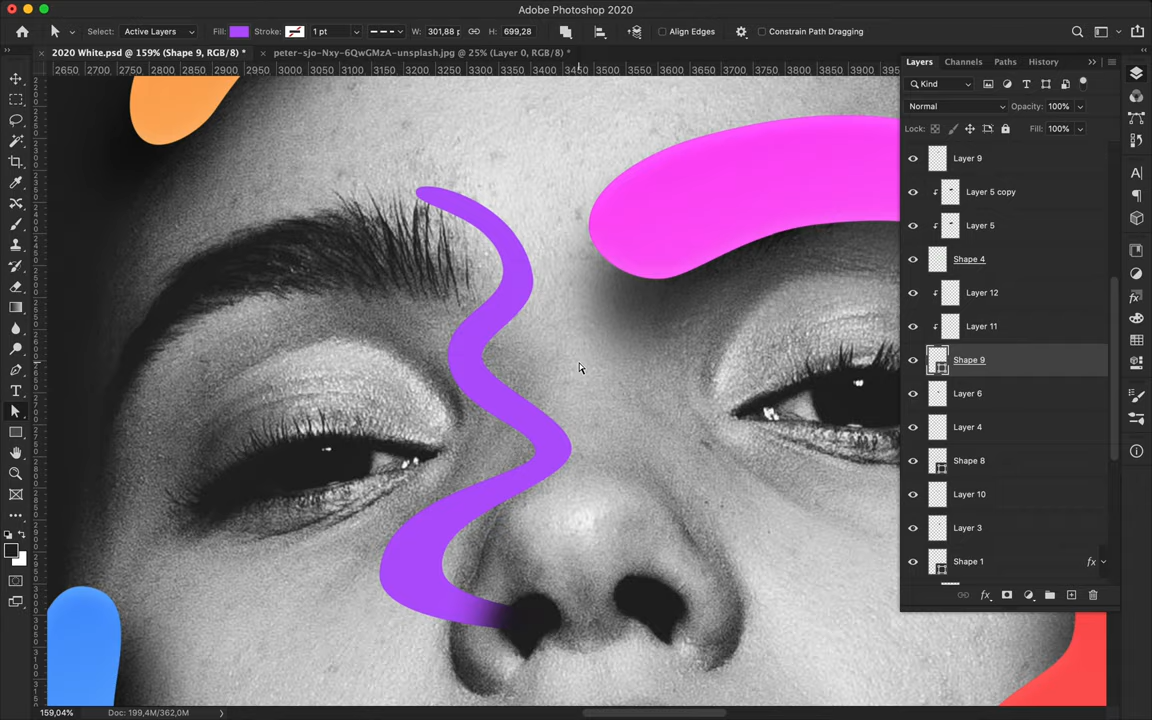 Adobe Photoshop 2020
Select: Active Layers Fill: Stroke: 1 pt W: 301,88 p H: 699,28 Align Edges Constrain Path Dragging
2020 White.psd @ 159% (Shape 9, RGB/8) * peter-sjo-Nxy-6QwGMzA-unsplash.jpg @ 25% (Layer 0, RGB/8) *
2650 2700 2750 2800 2850 2900 2950 3000 3050 3100 3150 3200 3250 3300 3350 3400 3450 3500 3550 3600 3650 3700 3750 3800 3850 3900 395
Layers Channels Paths History
Kind
Normal Opacity: 100%
Lock: Fill: 100%
Layer 9
Layer 5 copy
Layer 5
Shape 4
Layer 12
Layer 11
Shape 9
Layer 6
Layer 4
Shape 8
Layer 10
Layer 3
Shape 1 fx
fx
159,04% Doc: 199,4M/362,0M